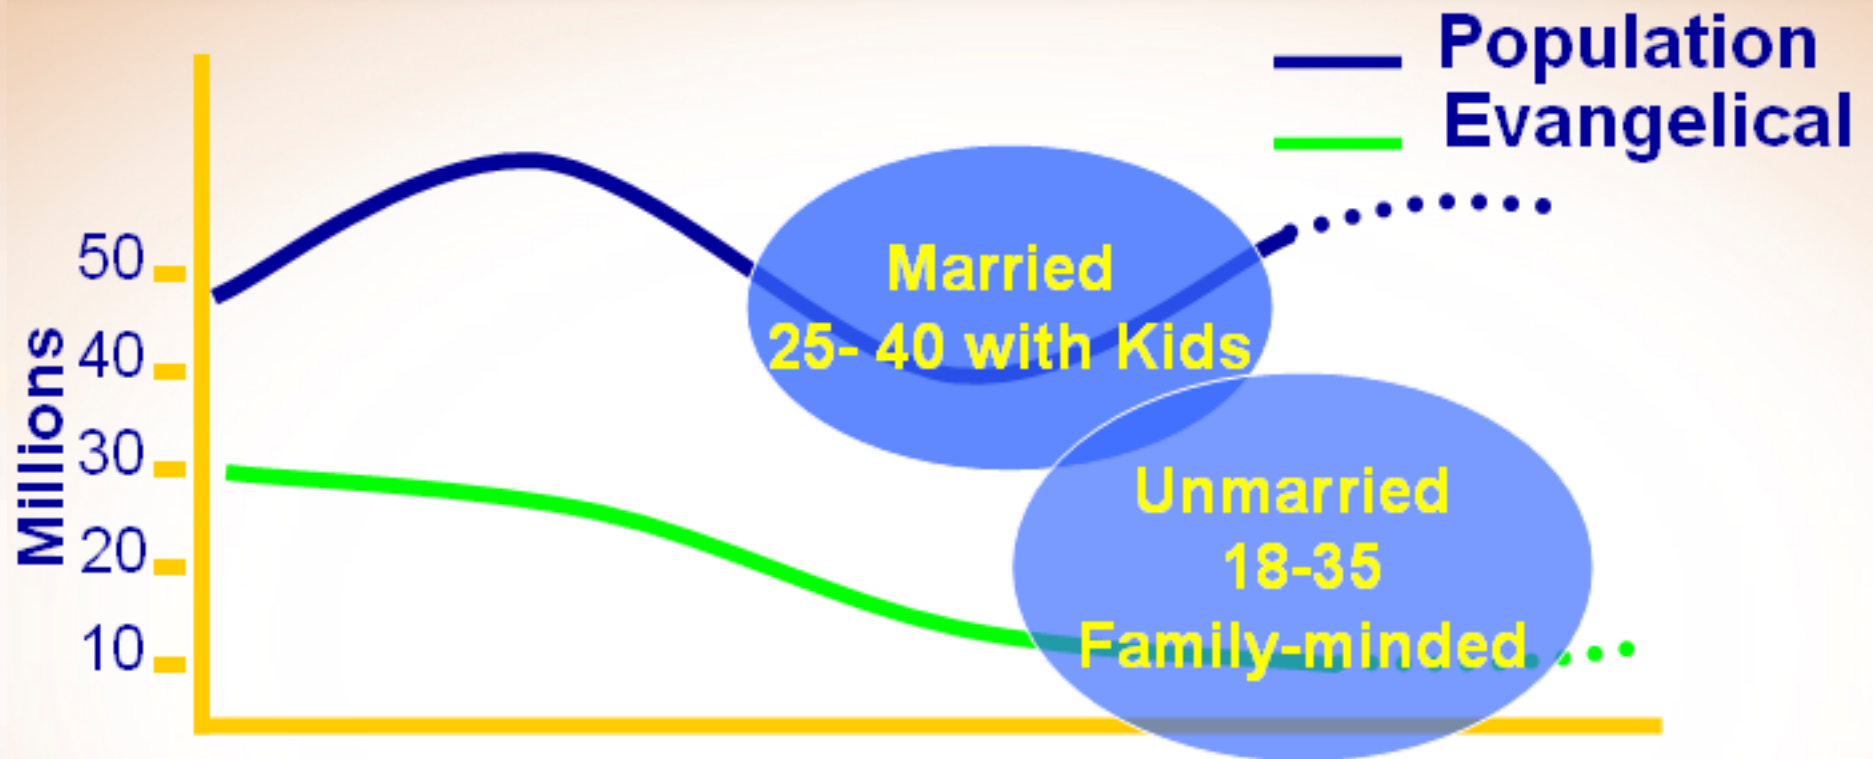 Population
Evangelical
Millions
50
40
30
20
10
Married
25- 40 with Kids
Unmarried
18-35
Family-minded